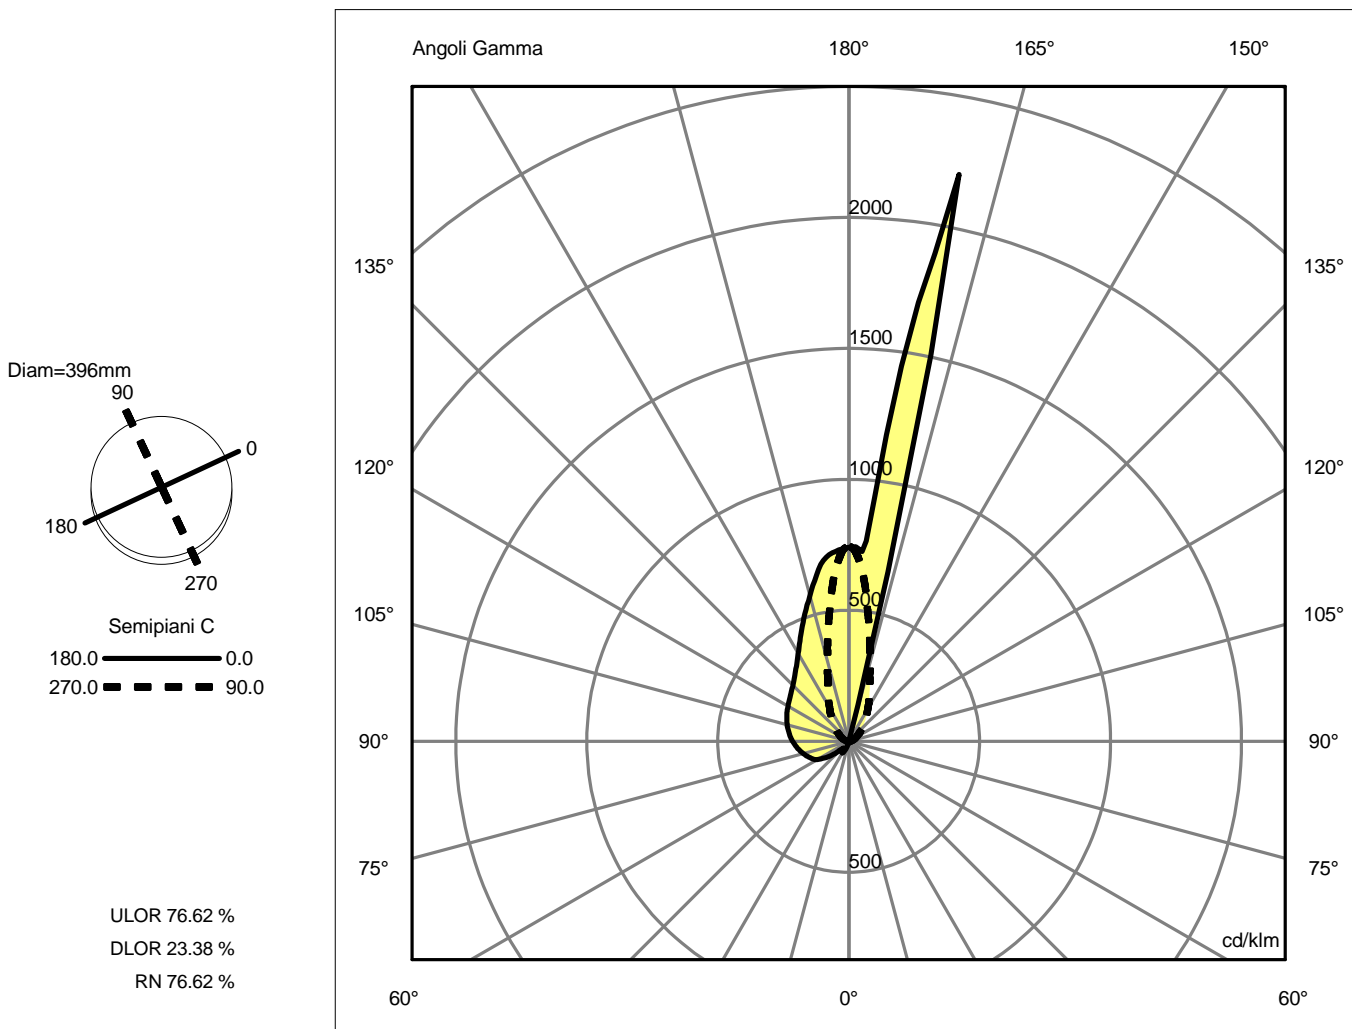 Angoli Gamma 180° 165° 150°
135° 135°
120° 120°
105° 105°
90° 90°
75° 75°
60° 0° 60°
2000
1500
1000
500
500
cd/klm
Diam=396mm
90
0
180
270
Semipiani C
180.0 0.0
270.0 90.0
ULOR 76.62 %
DLOR 23.38 %
RN 76.62 %